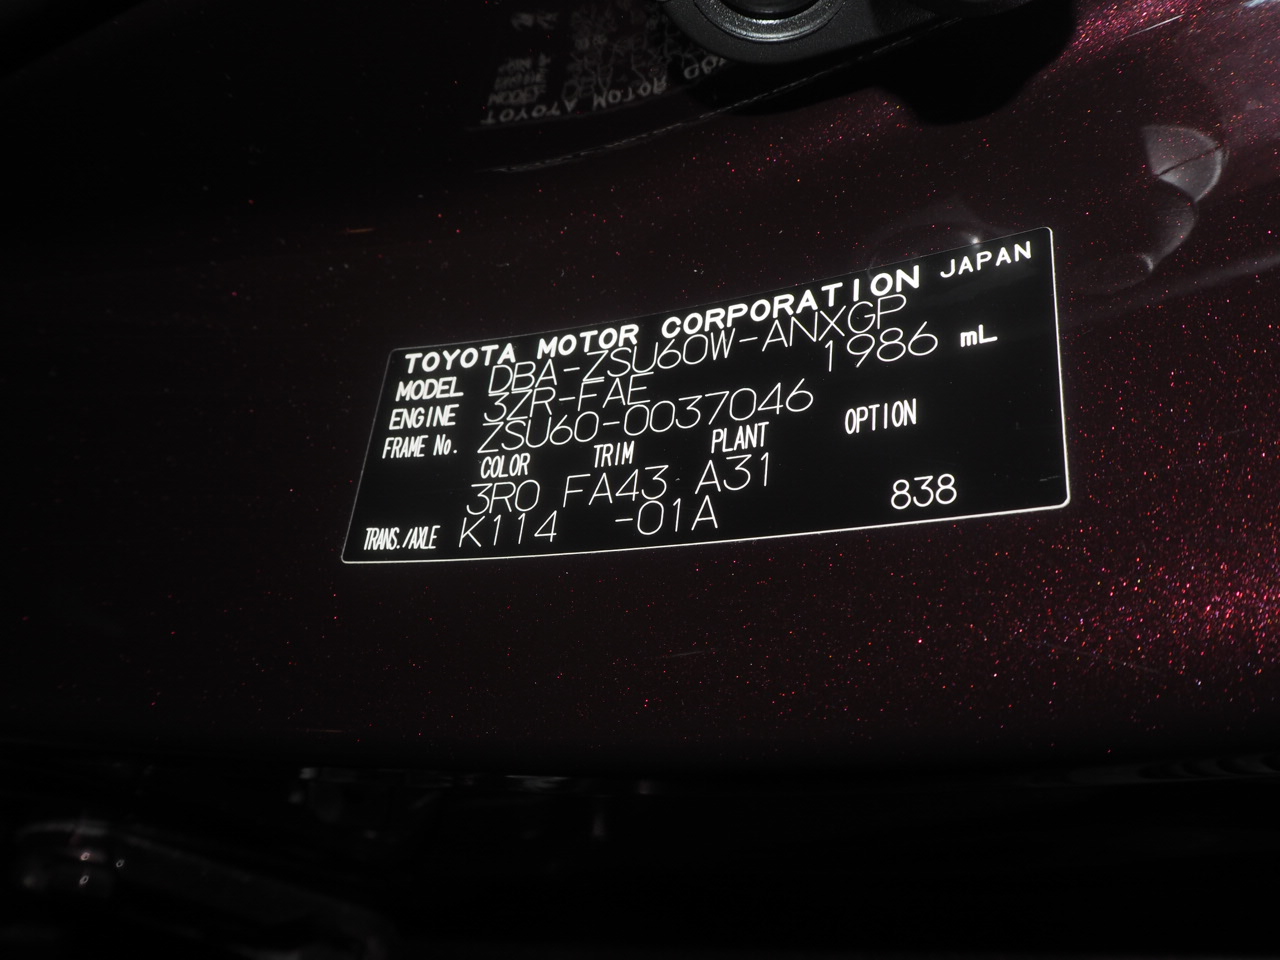 TOYOTA MOTOR CORPORATION JAPAN
MODEL DBA-ZSU60W-ANXGP
ENGINE 3ZR-FAE 1986 mL
FRAME No. ZSU60-0037046
COLOR TRIM PLANT OPTION
3R0 FA43 A31
TRANS./AXLE K114 -01A 838